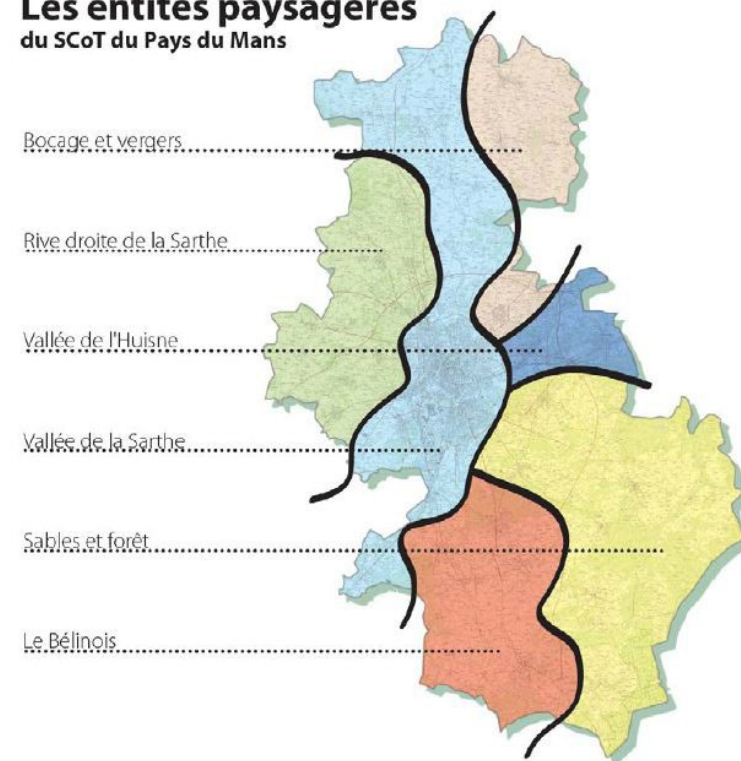 Les entités paysagères
du SCoT du Pays du Mans
Bocage et vergers
Rive droite de la Sarthe
Vallée de l'Huisne
Vallée de la Sarthe
Sables et forêt
Le Bélinois